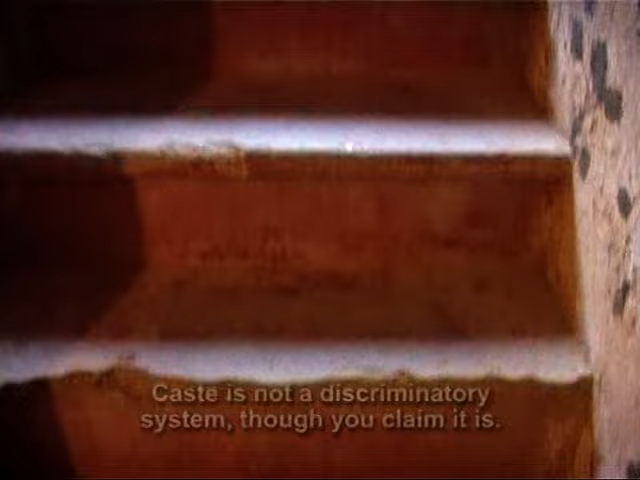 Caste is not a discriminatory
system, though you claim it is.